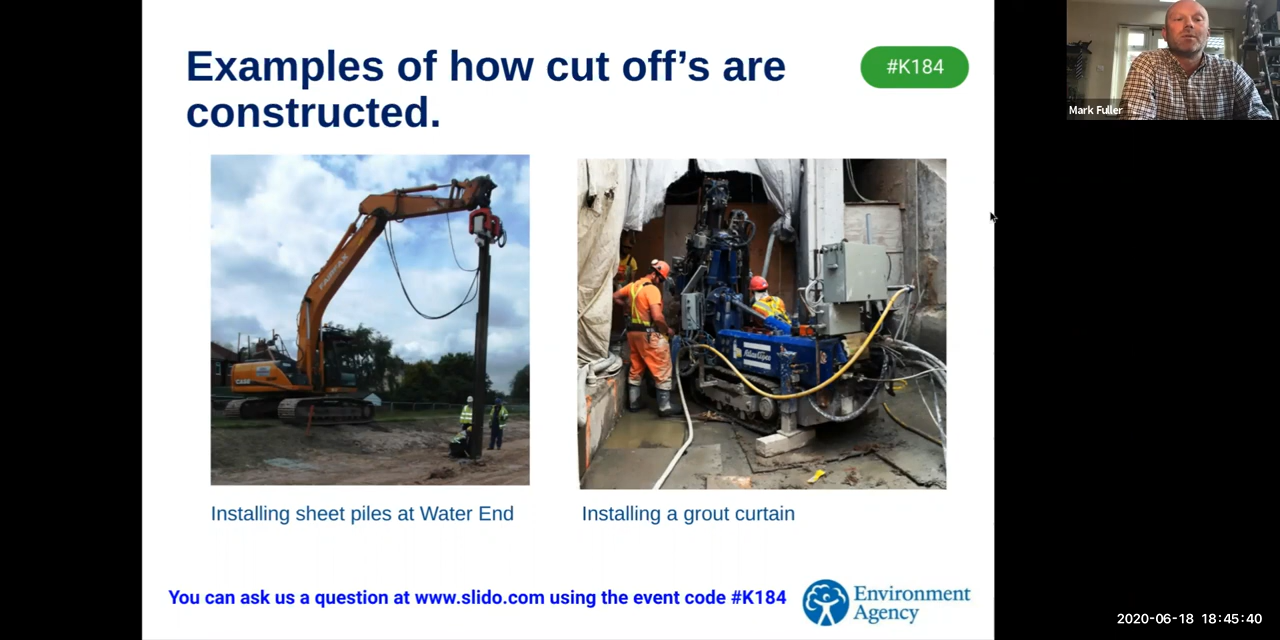 Examples of how cut off’s are
constructed.
#K184
Mark Fuller
FAIRFAX
CASE
Installing sheet piles at Water End
Installing a grout curtain
You can ask us a question at www.slido.com using the event code #K184
Environment
Agency
2020-06-18 18:45:40